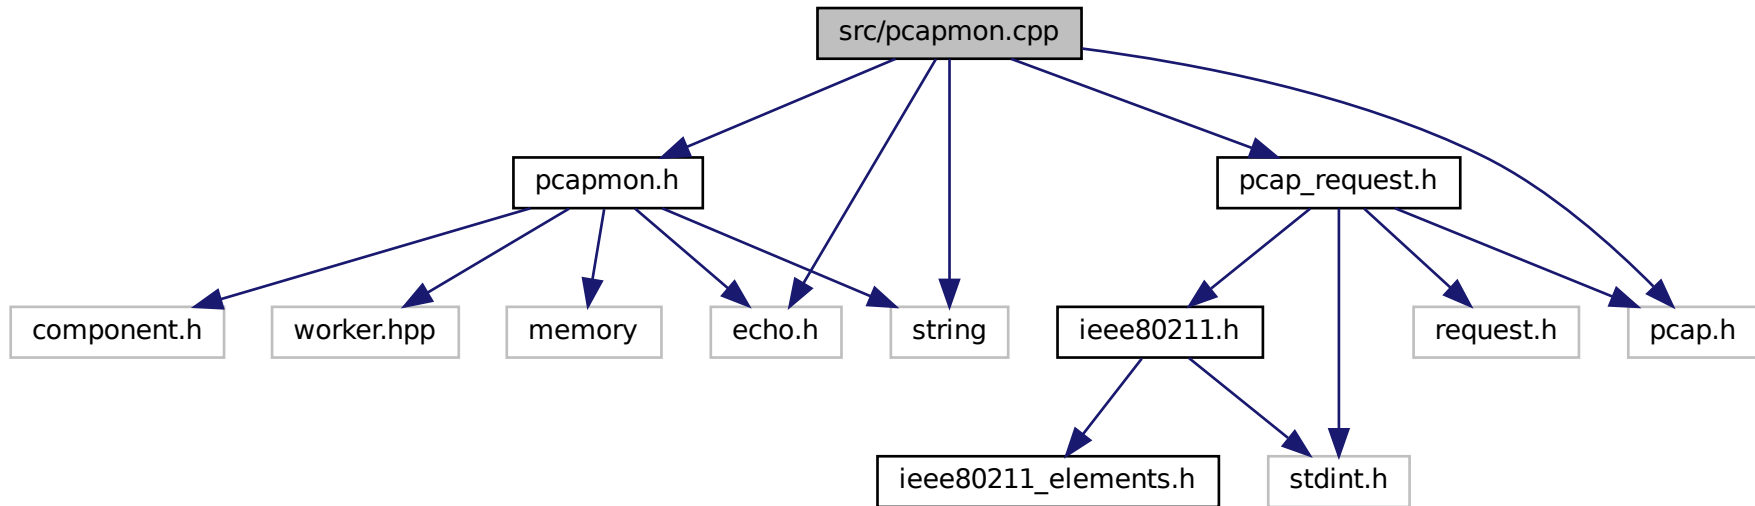 src/pcapmon.cpp
pcapmon.h
pcap_request.h
component.h
worker.hpp
memory
echo.h
string
ieee80211.h
request.h
pcap.h
ieee80211_elements.h
stdint.h